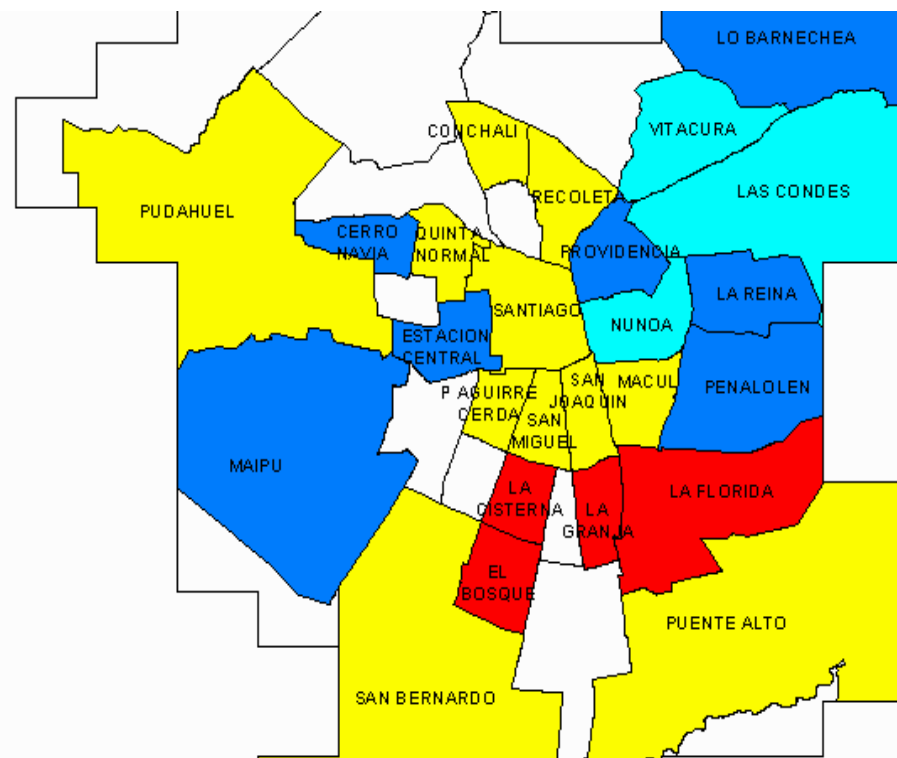 LO BARNECHEA
CONCHALI
VITACURA
LAS CONDES
RECOLETA
PUDAHUEL
CERRO
NAVIA
QUINTA
NORMAL
PROVIDENCIA
LA REINA
SANTIAGO
NUNOA
ESTACION
CENTRAL
P AGUIRRE
CERDA
SAN
JOAQUIN
MACUL
PENALOLEN
SAN
MIGUEL
MAIPU
LA
CISTERNA
LA
GRANJA
LA FLORIDA
EL
BOSQUE
PUENTE ALTO
SAN BERNARDO